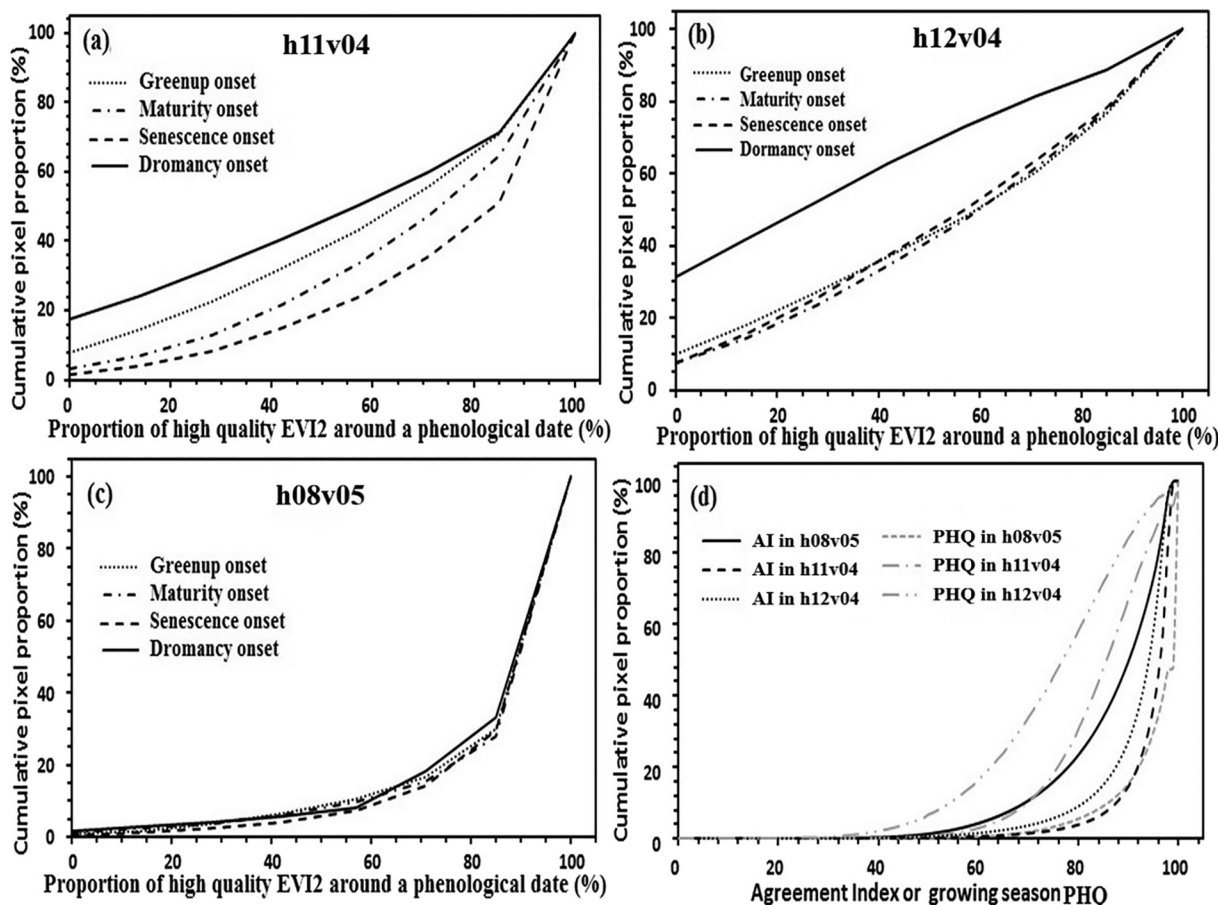 (a)
h11v04
Greenup onset
Maturity onset
Senescence onset
Dromancy onset
Cumulative pixel proportion (%)
100
80
60
40
20
0
0 20 40 60 80 100
Proportion of high quality EVI2 around a phenological date (%)
(b)
h12v04
Greenup onset
Maturity onset
Senescence onset
Dormancy onset
Cumulative pixel proportion (%)
100
80
60
40
20
0
0 20 40 60 80 100
Proportion of high quality EVI2 around a phenological date (%)
(c)
h08v05
Greenup onset
Maturity onset
Senescence onset
Dromancy onset
Cumulative pixel proportion (%)
100
80
60
40
20
0
0 20 40 60 80 100
Proportion of high quality EVI2 around a phenological date (%)
(d)
AI in h08v05
AI in h11v04
AI in h12v04
PHQ in h08v05
PHQ in h11v04
PHQ in h12v04
Cumulative pixel proportion (%)
100
80
60
40
20
0
0 20 40 60 80 100
Agreement Index or growing season PHQ